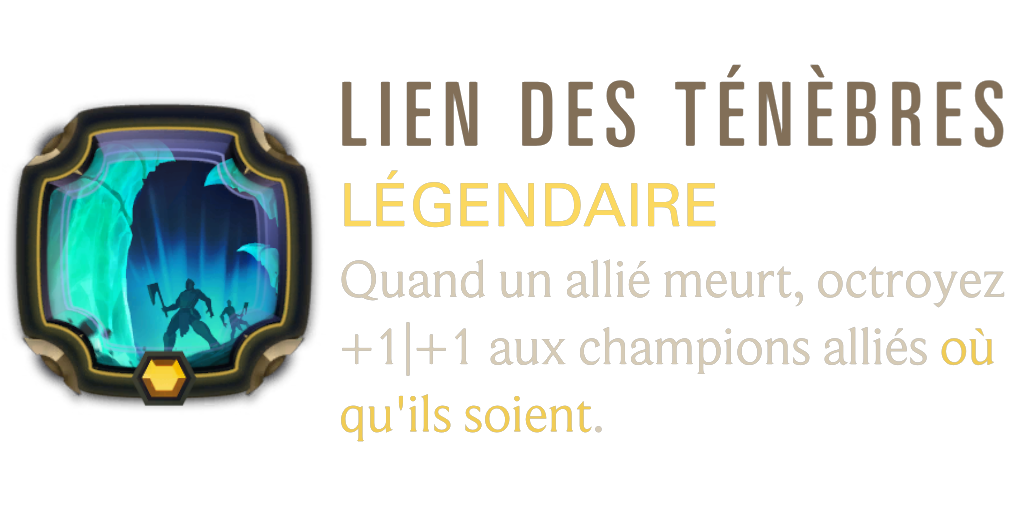 LIEN DES TÉNÈBRES
LÉGENDAIRE
Quand un allié meurt, octroyez
+1|+1 aux champions alliés où
qu'ils soient.